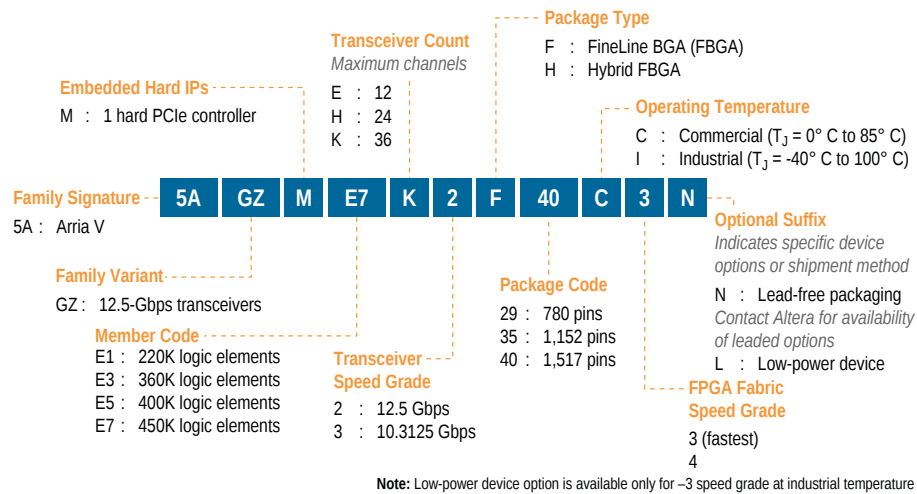 Package Type
F : FineLine BGA (FBGA)
H : Hybrid FBGA
Transceiver Count
Maximum channels
E : 12
H : 24
K : 36
Embedded Hard IPs
M : 1 hard PCIe controller
Operating Temperature
C : Commercial (TJ = 0° C to 85° C)
I : Industrial (TJ = -40° C to 100° C)
Family Signature
5A : Arria V
5A GZ M E7 K 2 F 40 C 3 N
Optional Suffix
Indicates specific device
options or shipment method
N : Lead-free packaging
Contact Altera for availability
of leaded options
L : Low-power device
Family Variant
GZ : 12.5-Gbps transceivers
Package Code
29 : 780 pins
35 : 1,152 pins
40 : 1,517 pins
Member Code
E1 : 220K logic elements
E3 : 360K logic elements
E5 : 400K logic elements
E7 : 450K logic elements
Transceiver
Speed Grade
2 : 12.5 Gbps
3 : 10.3125 Gbps
FPGA Fabric
Speed Grade
3 (fastest)
4
Note: Low-power device option is available only for –3 speed grade at industrial temperature